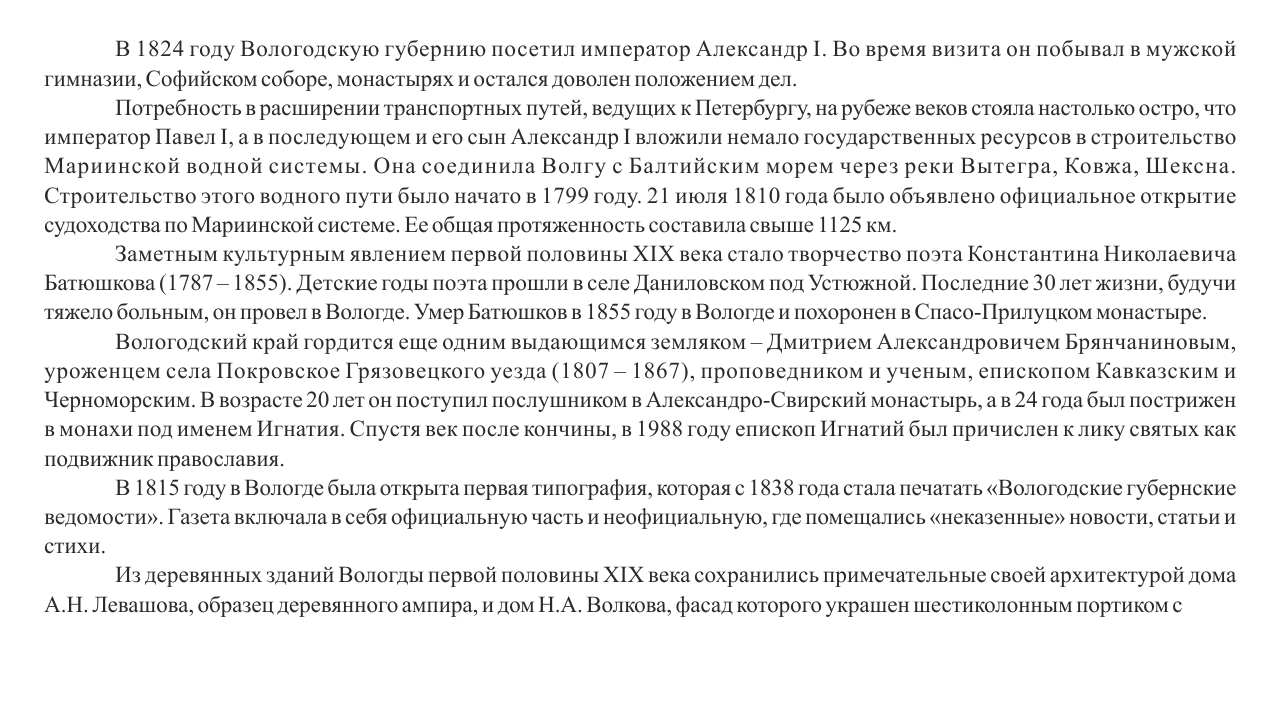 В 1824 году Вологодскую губернию посетил император Александр I. Во время визита он побывал в мужской
гимназии, Софийском соборе, монастырях и остался доволен положением дел.
Потребность в расширении транспортных путей, ведущих к Петербургу, на рубеже веков стояла настолько остро, что
император Павел I, а в последующем и его сын Александр I вложили немало государственных ресурсов в строительство
Мариинской водной системы. Она соединила Волгу с Балтийским морем через реки Вытегра, Ковжа, Шексна.
Строительство этого водного пути было начато в 1799 году. 21 июля 1810 года было объявлено официальное открытие
судоходства по Мариинской системе. Ее общая протяженность составила свыше 1125 км.
Заметным культурным явлением первой половины XIX века стало творчество поэта Константина Николаевича
Батюшкова (1787 – 1855). Детские годы поэта прошли в селе Даниловском под Устюжной. Последние 30 лет жизни, будучи
тяжело больным, он провел в Вологде. Умер Батюшков в 1855 году в Вологде и похоронен в Спасо-Прилуцком монастыре.
Вологодский край гордится еще одним выдающимся земляком – Дмитрием Александровичем Брянчаниновым,
уроженцем села Покровское Грязовецкого уезда (1807 – 1867), проповедником и ученым, епископом Кавказским и
Черноморским. В возрасте 20 лет он поступил послушником в Александро-Свирский монастырь, а в 24 года был пострижен
в монахи под именем Игнатия. Спустя век после кончины, в 1988 году епископ Игнатий был причислен к лику святых как
подвижник православия.
В 1815 году в Вологде была открыта первая типография, которая с 1838 года стала печатать «Вологодские губернские
ведомости». Газета включала в себя официальную часть и неофициальную, где помещались «неказенные» новости, статьи и
стихи.
Из деревянных зданий Вологды первой половины XIX века сохранились примечательные своей архитектурой дома
А.Н. Левашова, образец деревянного ампира, и дом Н.А. Волкова, фасад которого украшен шестиколонным портиком с